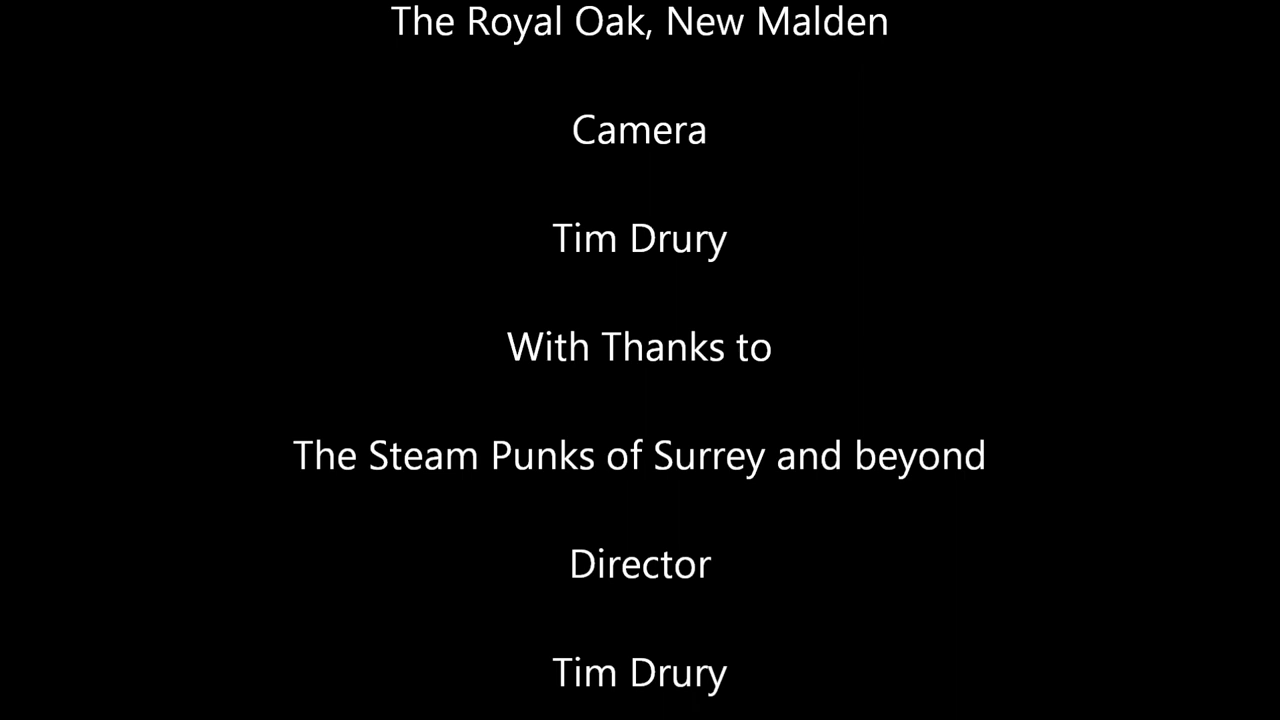 The Royal Oak, New Malden
Camera
Tim Drury
With Thanks to
The Steam Punks of Surrey and beyond
Director
Tim Drury